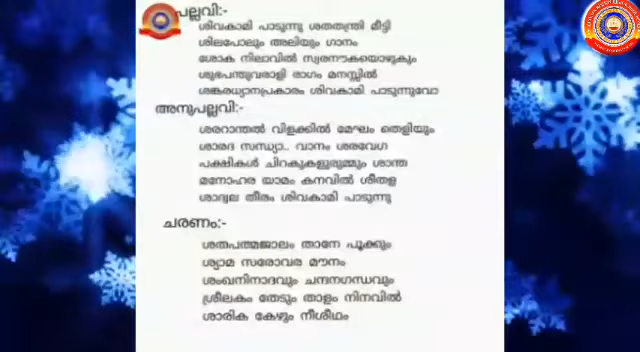 പല്ലവി:-
ശിവകാമി പാടുന്നു ശതതന്ത്രി മീട്ടി
ശിലപോലും അലിയും ഗാനം
ശോക നിലാവിൽ സ്വരനൗകയൊഴുകും
ശുഭപന്തുവരാളി രാഗം മനസ്സിൽ
ശങ്കരധ്യാനപ്രകാരം ശിവകാമി പാടുന്നുവോ
അനുപല്ലവി:-
ശരറാന്തൽ വിളക്കിൽ മേഘം തെളിയും
ശാരദ സന്ധ്യാ.. വാനം ശരവേഗ
പക്ഷികൾ ചിറകുകളുരുമ്മും ശാന്ത
മനോഹര യാമം കനവിൽ ശീതള
ശാദ്വല തീരം ശിവകാമി പാടുന്നു
ചരണം:-
ശതപത്മജാലം താനേ പൂക്കും
ശ്യാമ സരോവര മൗനം
ശംഖനിനാദവും ചന്ദനഗന്ധവും
ശ്രീലകം തേടും താളം നിനവിൽ
ശാരിക കേഴും നീശീഥം